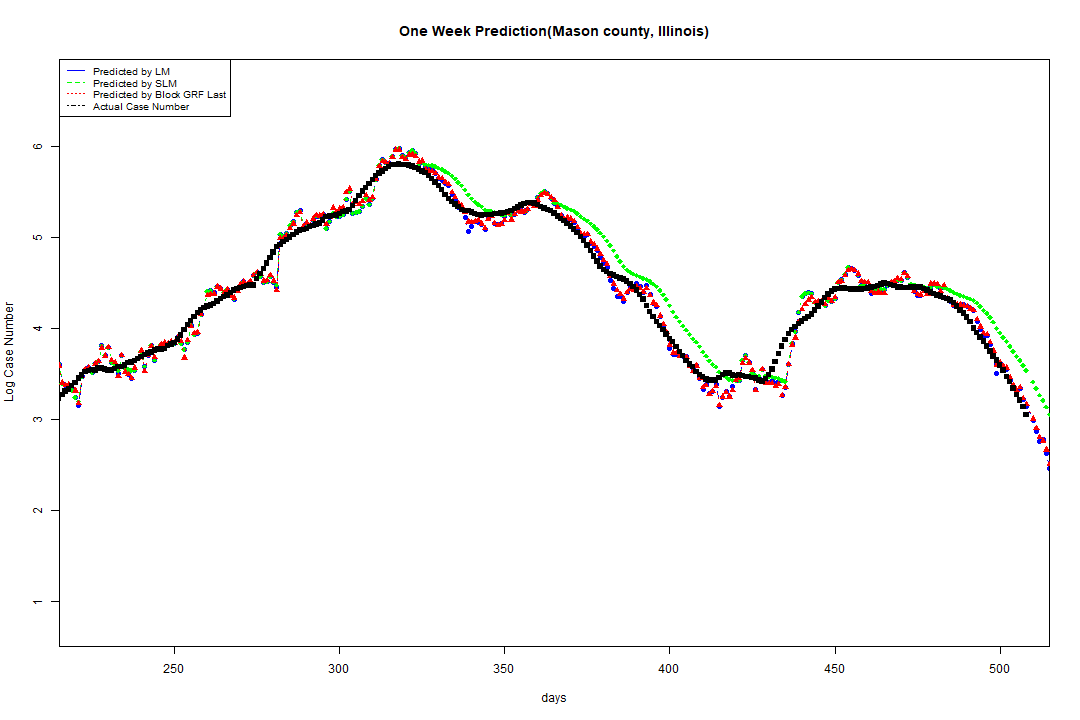 One Week Prediction(Mason county, Illinois)
Predicted by LM
Predicted by SLM
Predicted by Block GRF Last
Actual Case Number
6
5
4
3
2
1
Log Case Number
250 300 350 400 450 500
days